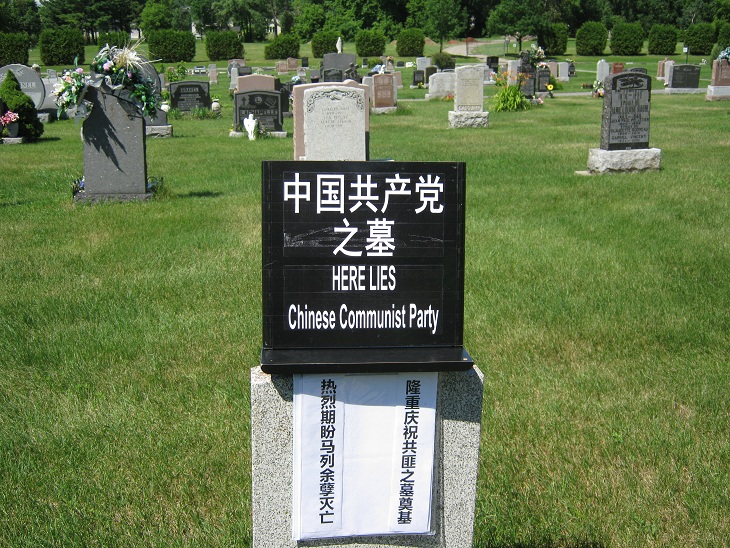 中国共产党
之墓
HERE LIES
Chinese Communist Party
隆重庆祝共匪之墓奠基
热烈期盼马列余孽灭亡